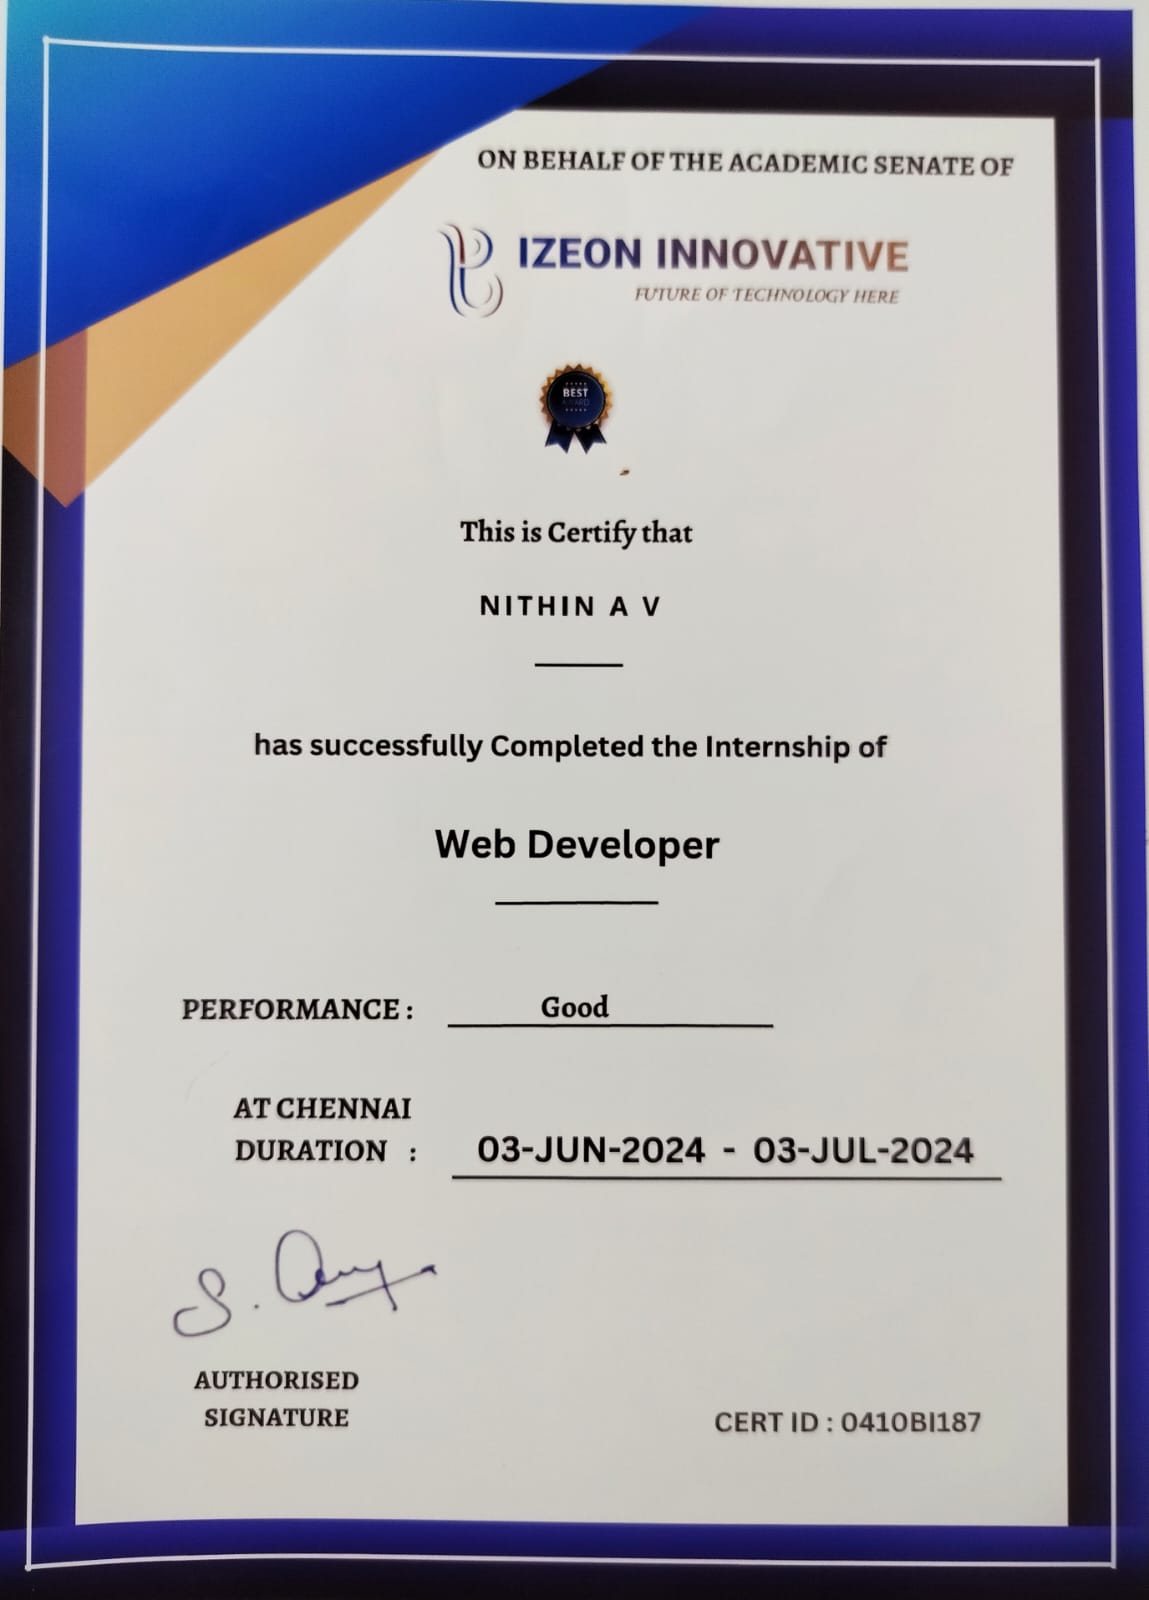 ON BEHALF OF THE ACADEMIC SENATE OF
IZEON INNOVATIVE
FUTURE OF TECHNOLOGY HERE
BEST
AWARD
This is Certify that
NITHIN A V
has successfully Completed the Internship of
Web Developer
PERFORMANCE : Good
AT CHENNAI
DURATION : 03-JUN-2024 - 03-JUL-2024
AUTHORISED
SIGNATURE
CERT ID : 0410BI187